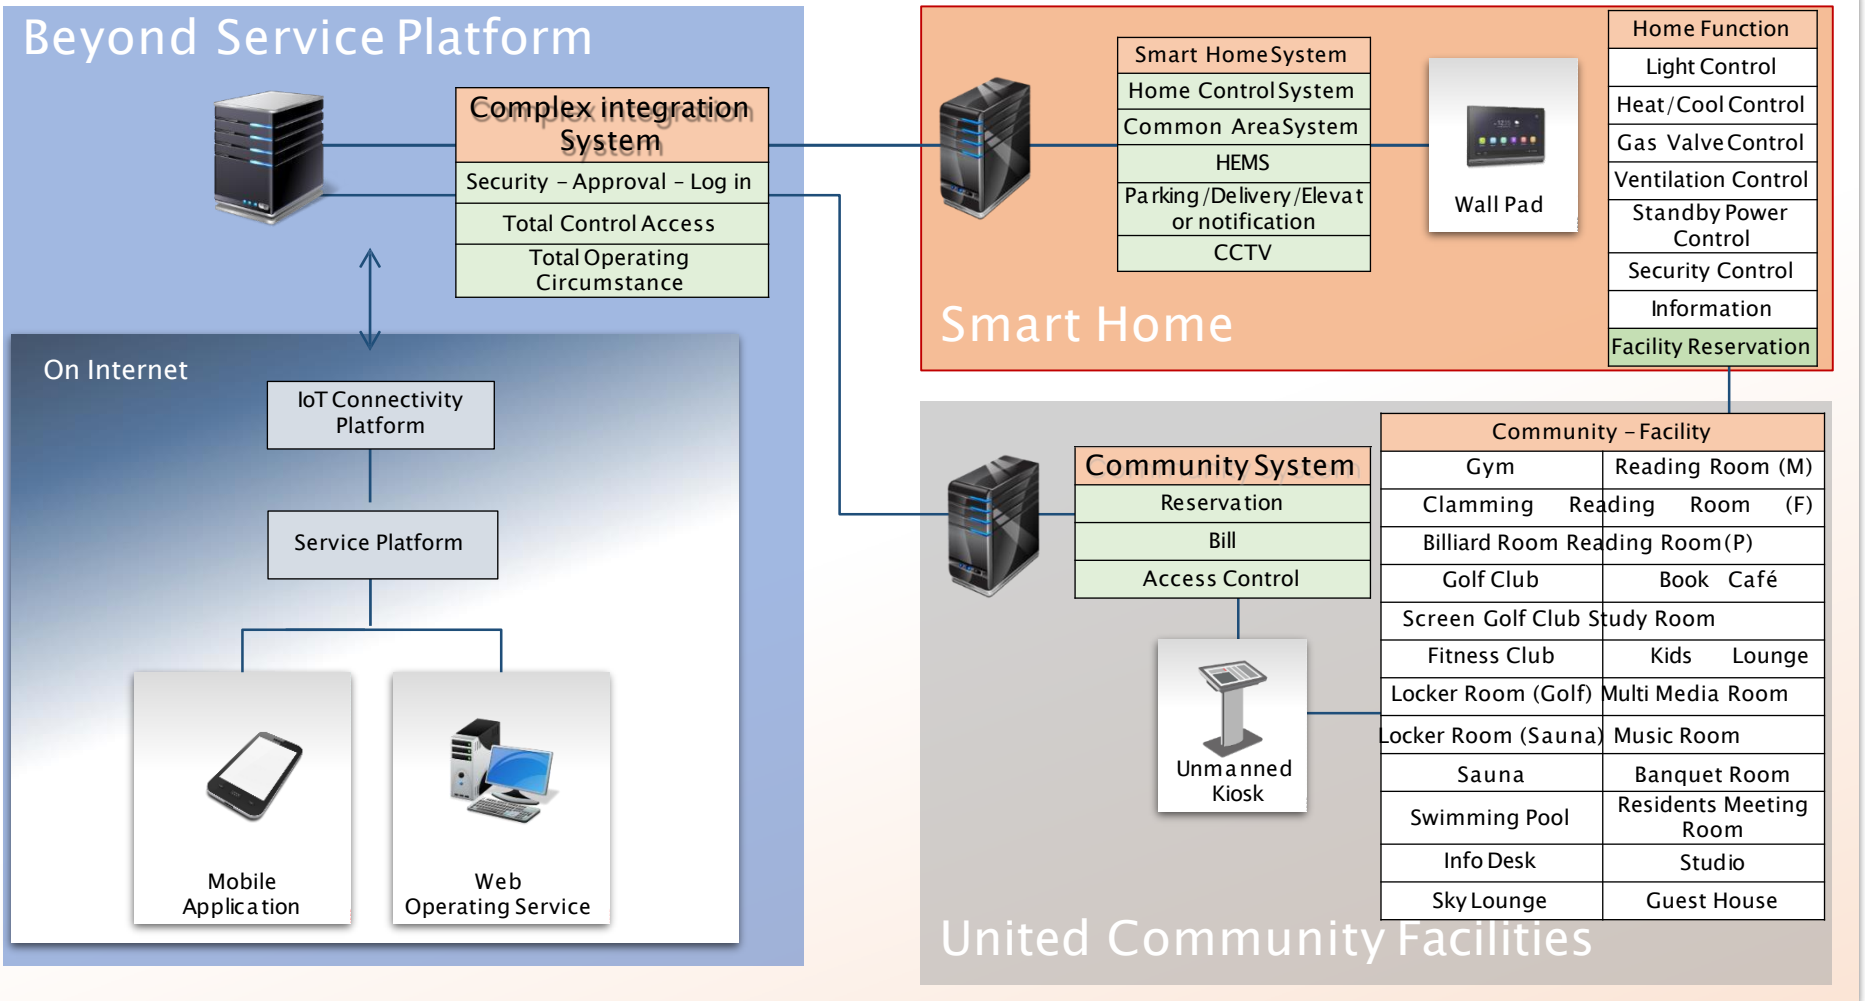 Beyond Service Platform
Complex integration
System
Security – Approval – Log in
Total Control Access
Total Operating
Circumstance
On Internet
IoT Connectivity
Platform
Service Platform
Mobile
Application
Web
Operating Service
Smart Home System
Home Control System
Common Area System
HEMS
Parking/Delivery/Elevat
or notification
CCTV
Wall Pad
Home Function
Light Control
Heat/Cool Control
Gas Valve Control
Ventilation Control
Standby Power
Control
Security Control
Information
Facility Reservation
Smart Home
Community System
Reservation
Bill
Access Control
Unmanned
Kiosk
Community – Facility
Gym Reading Room (M)
Clamming Reading Room (F)
Billiard Room Reading Room(P)
Golf Club Book Café
Screen Golf Club Study Room
Fitness Club Kids Lounge
Locker Room (Golf) Multi Media Room
Locker Room (Sauna) Music Room
Sauna Banquet Room
Swimming Pool Residents Meeting
Room
Info Desk Studio
Sky Lounge Guest House
United Community Facilities